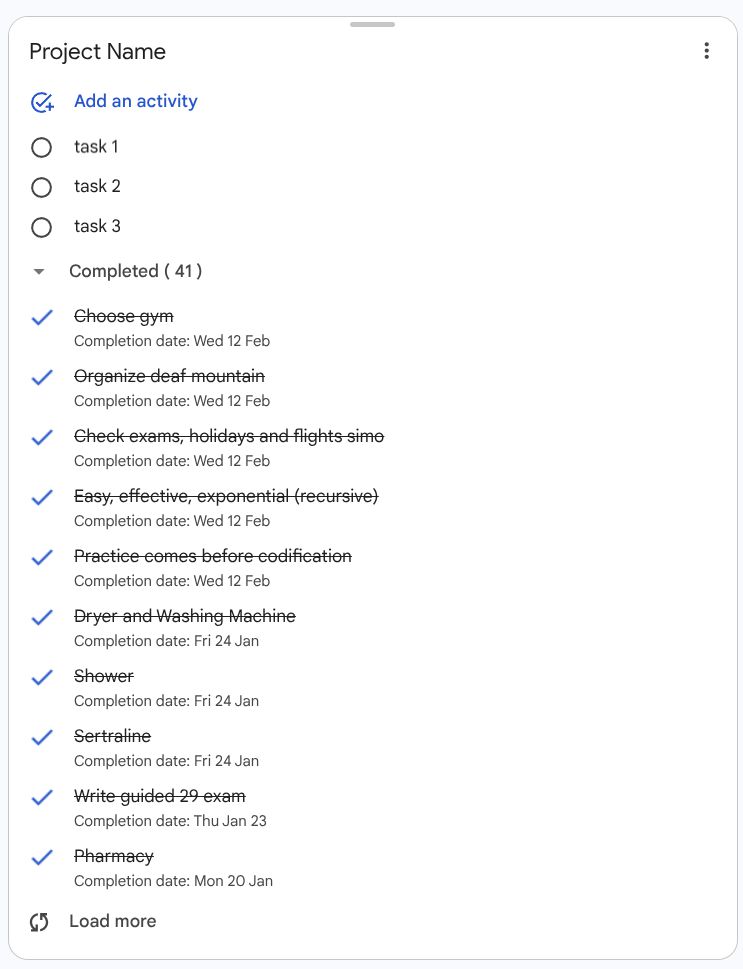 Project Name
Add an activity
task 1
task 2
task 3
Completed ( 41 )
Choose gym
Completion date: Wed 12 Feb
Organize deaf mountain
Completion date: Wed 12 Feb
Check exams, holidays and flights simo
Completion date: Wed 12 Feb
Easy, effective, exponential (recursive)
Completion date: Wed 12 Feb
Practice comes before codification
Completion date: Wed 12 Feb
Dryer and Washing Machine
Completion date: Fri 24 Jan
Shower
Completion date: Fri 24 Jan
Sertraline
Completion date: Fri 24 Jan
Write guided 29 exam
Completion date: Thu Jan 23
Pharmacy
Completion date: Mon 20 Jan
Load more